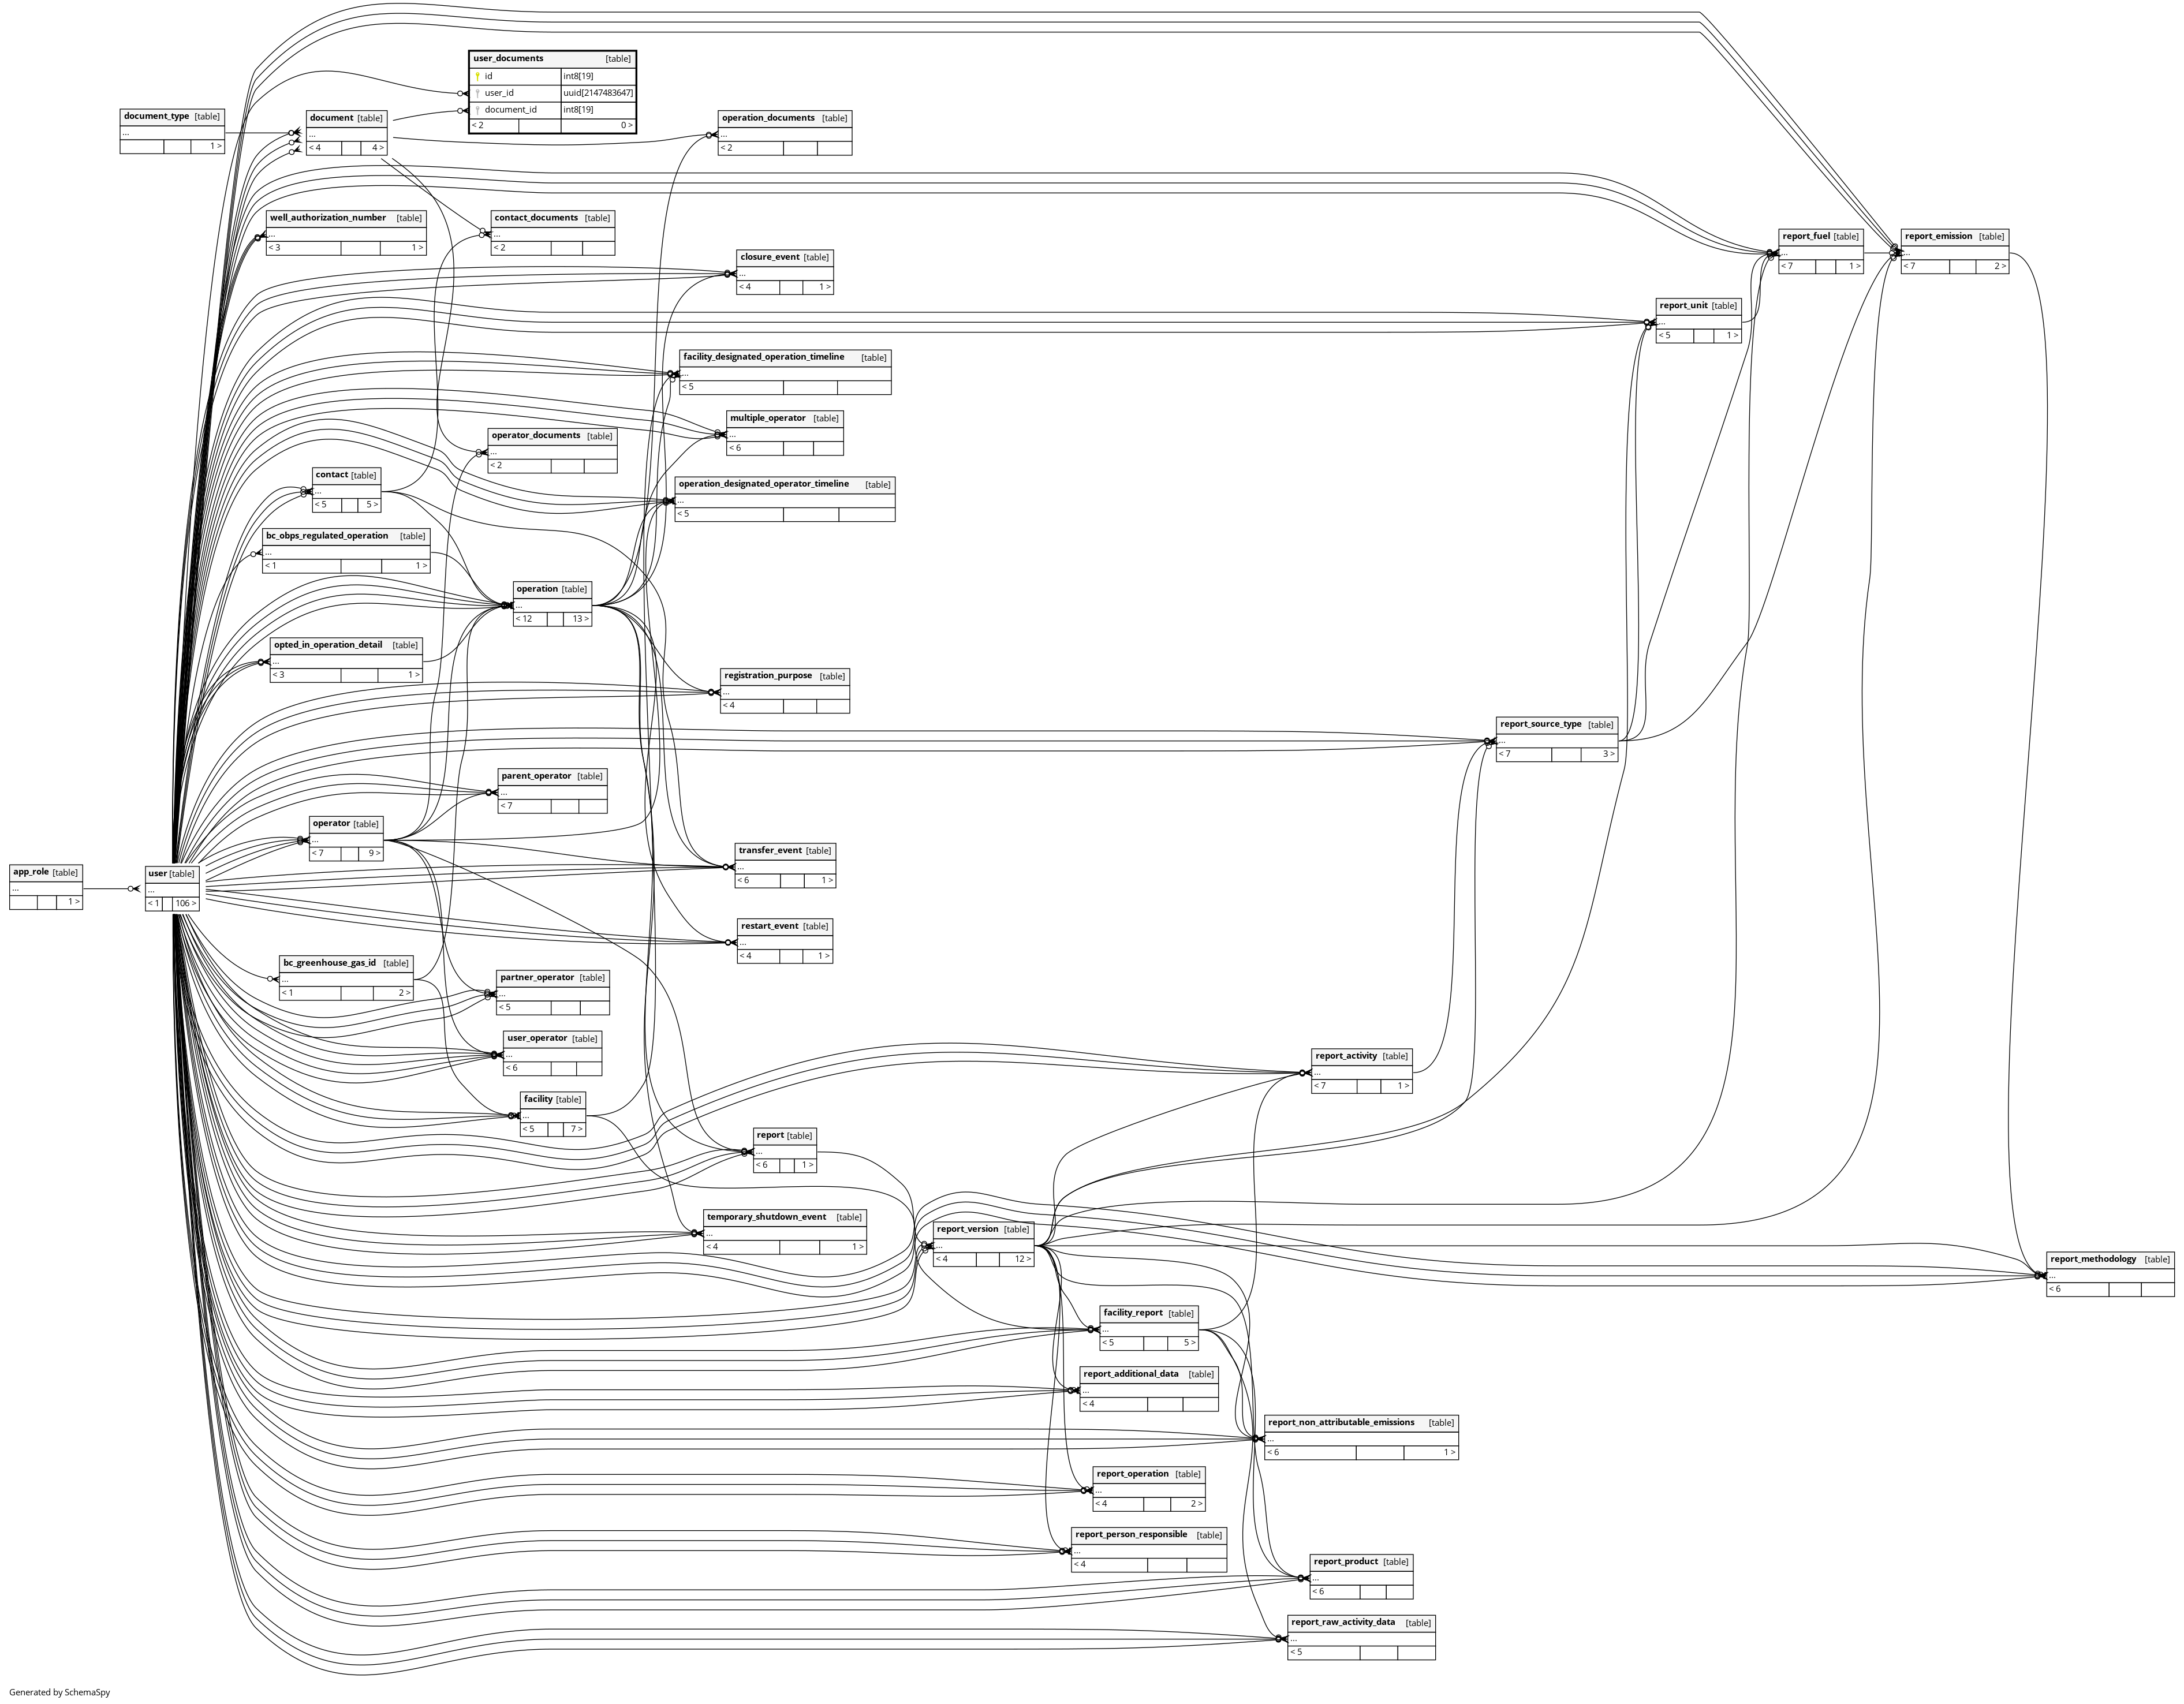 user_documents [table]
id int8[19]
user_id uuid[2147483647]
document_id int8[19]
< 2 0 >
document_type [table]
...
1 >
document [table]
...
< 4 4 >
operation_documents [table]
...
< 2
well_authorization_number [table]
...
< 3 1 >
contact_documents [table]
...
< 2
closure_event [table]
...
< 4 1 >
report_fuel [table]
...
< 7 1 >
report_emission [table]
...
< 7 2 >
report_unit [table]
...
< 5 1 >
facility_designated_operation_timeline [table]
...
< 5
multiple_operator [table]
...
< 6
operator_documents [table]
...
< 2
contact [table]
...
< 5 5 >
operation_designated_operator_timeline [table]
...
< 5
bc_obps_regulated_operation [table]
...
< 1 1 >
operation [table]
...
< 12 13 >
opted_in_operation_detail [table]
...
< 3 1 >
registration_purpose [table]
...
< 4
report_source_type [table]
...
< 7 3 >
parent_operator [table]
...
< 7
operator [table]
...
< 7 9 >
transfer_event [table]
...
< 6 1 >
app_role [table]
...
1 >
user [table]
...
< 1 106 >
restart_event [table]
...
< 4 1 >
bc_greenhouse_gas_id [table]
...
< 1 2 >
partner_operator [table]
...
< 5
user_operator [table]
...
< 6
report_activity [table]
...
< 7 1 >
facility [table]
...
< 5 7 >
report [table]
...
< 6 1 >
temporary_shutdown_event [table]
...
< 4 1 >
report_version [table]
...
< 4 12 >
report_methodology [table]
...
< 6
facility_report [table]
...
< 5 5 >
report_additional_data [table]
...
< 4
report_non_attributable_emissions [table]
...
< 6 1 >
report_operation [table]
...
< 4 2 >
report_person_responsible [table]
...
< 4
report_product [table]
...
< 6
report_raw_activity_data [table]
...
< 5
Generated by SchemaSpy